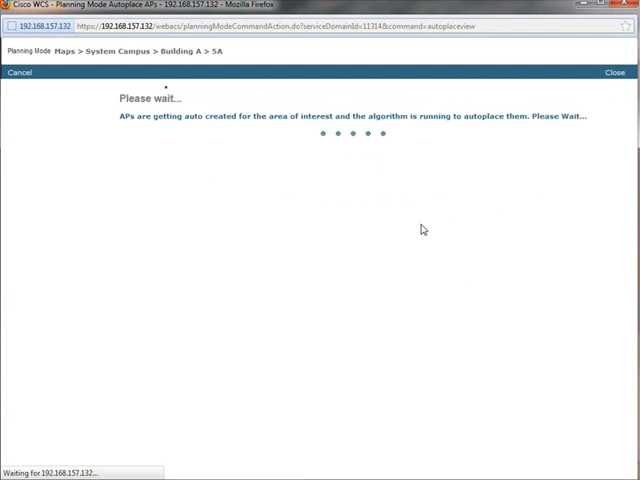 Cisco WCS - Planning Mode Autoplace APs - 192.168.157.132 - Mozilla Firefox
192.168.157.132 https://192.168.157.132/webacs/planningModeCommandAction.do?serviceDomainId=11314&command=autoplaceview
Planning Mode Maps > System Campus > Building A > 5A
Cancel Close
Please wait...
APs are getting auto created for the area of interest and the algorithm is running to autoplace them. Please Wait...
Waiting for 192.168.157.132...